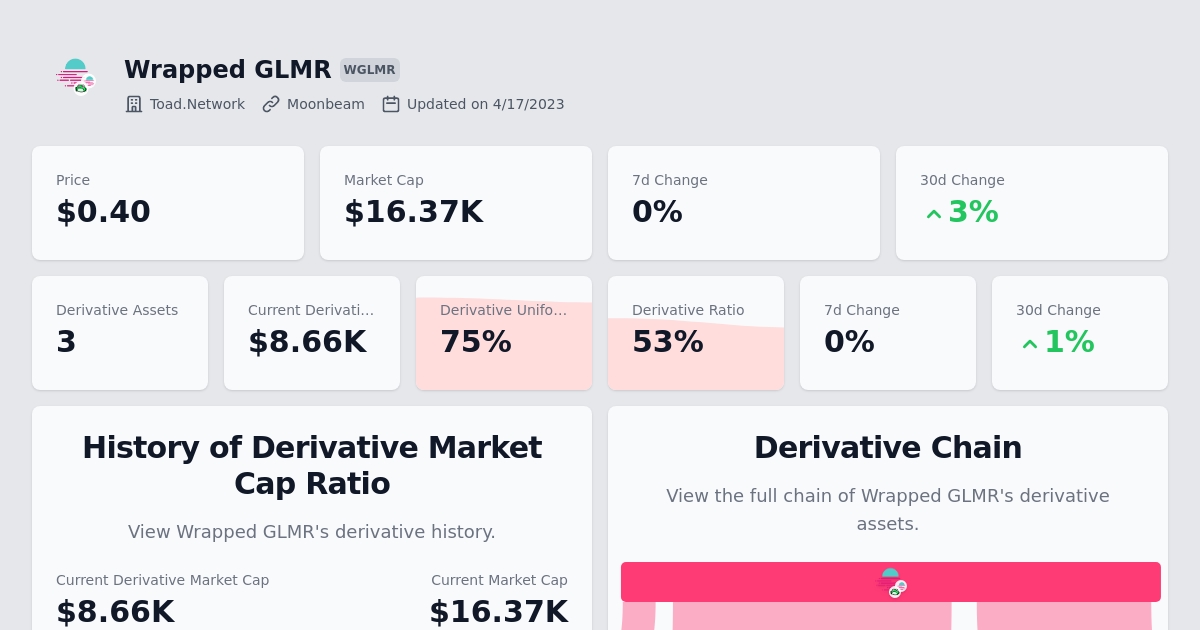 Wrapped GLMR WGLMR
Toad.Network Moonbeam Updated on 4/17/2023
Price Market Cap 7d Change 30d Change
$0.40 $16.37K 0% 3%
Derivative Assets Current Derivati… Derivative Unifo… Derivative Ratio 7d Change 30d Change
3 $8.66K 75% 53% 0% 1%
History of Derivative Market
Cap Ratio
View Wrapped GLMR's derivative history.
Current Derivative Market Cap Current Market Cap
$8.66K $16.37K
Derivative Chain
View the full chain of Wrapped GLMR's derivative
assets.